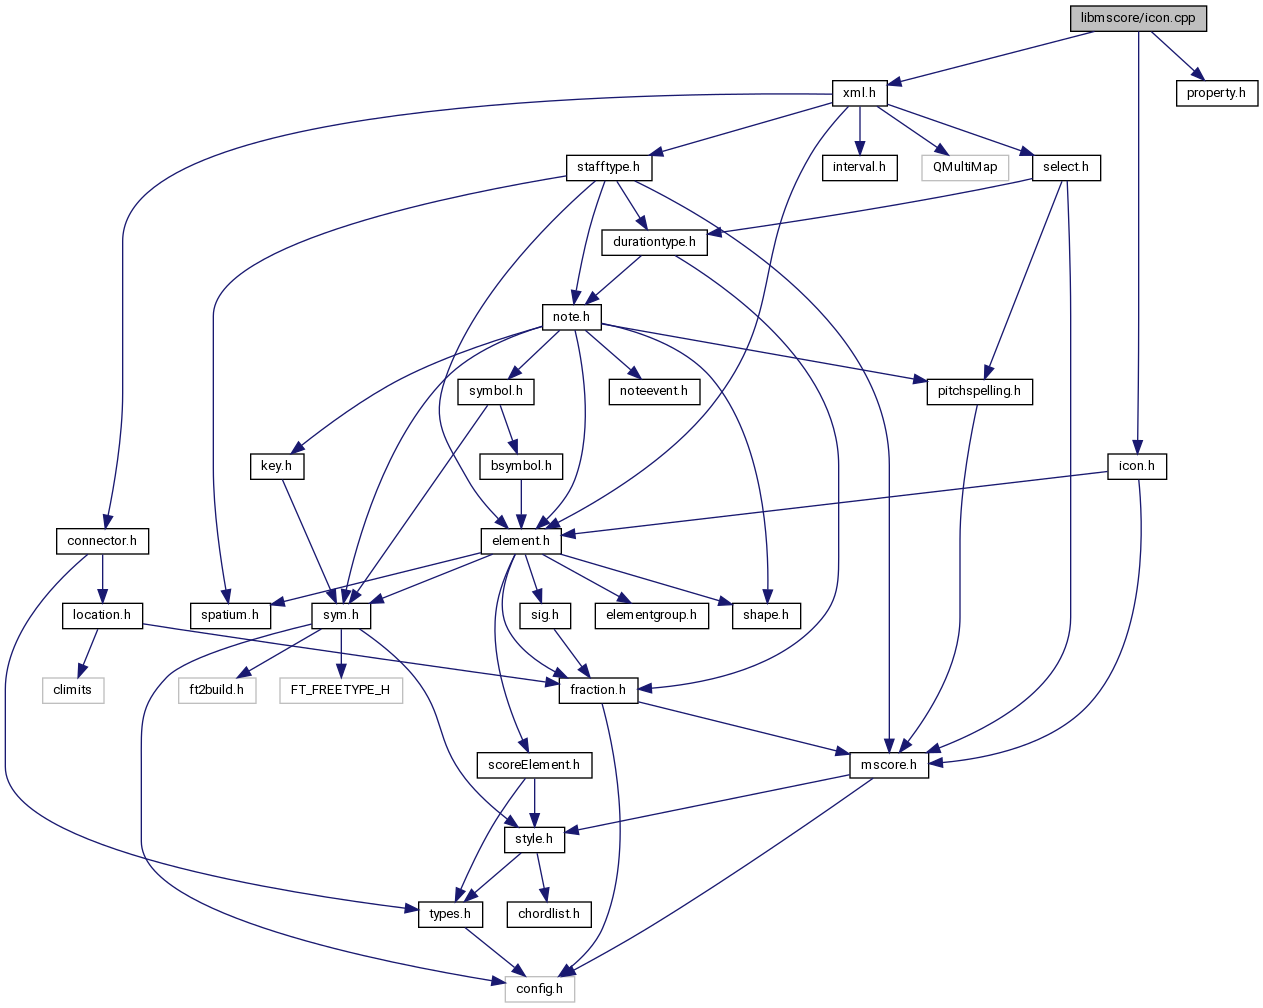 libmscore/icon.cpp
xml.h
property.h
stafftype.h
interval.h
QMultiMap
select.h
durationtype.h
note.h
symbol.h
noteevent.h
pitchspelling.h
key.h
bsymbol.h
icon.h
connector.h
element.h
location.h
spatium.h
sym.h
sig.h
elementgroup.h
shape.h
climits
ft2build.h
FT_FREETYPE_H
fraction.h
scoreElement.h
mscore.h
style.h
types.h
chordlist.h
config.h